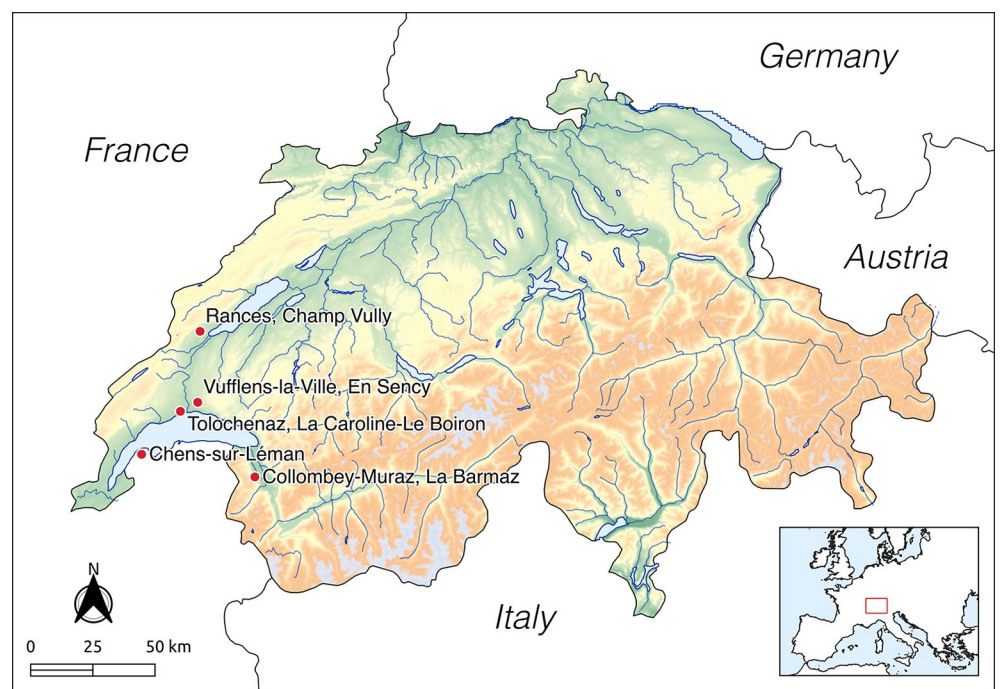 Germany
France
Austria
Rances, Champ Vully
Vufflens-la-Ville, En Sency
Tolochenaz, La Caroline-Le Boiron
Chens-sur-Léman
Collombey-Muraz, La Barmaz
N
Italy
0 25 50 km